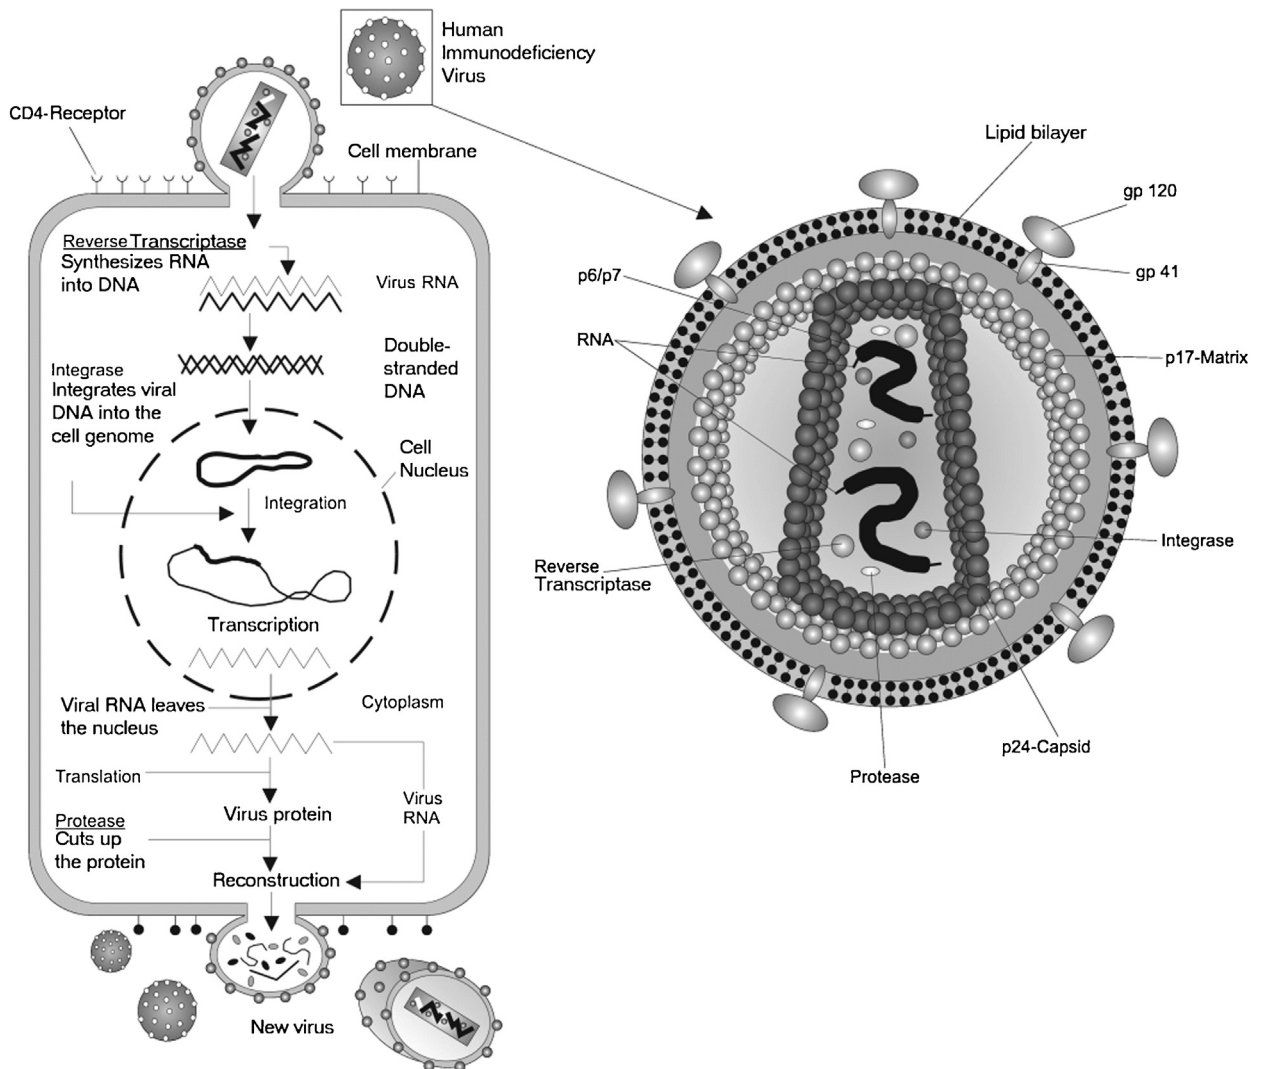 Human
Immunodeficiency
Virus
CD4-Receptor
Cell membrane
Reverse Transcriptase
Synthesizes RNA
into DNA
Virus RNA
Double-
stranded
DNA
Integrase
Integrates viral
DNA into the
cell genome
Cell
Nucleus
Integration
Transcription
Viral RNA leaves
the nucleus
Cytoplasm
Translation
Virus protein
Virus
RNA
Protease
Cuts up
the protein
Reconstruction
New virus
Lipid bilayer
gp 120
gp 41
p6/p7
RNA
p17-Matrix
Integrase
Reverse
Transcriptase
p24-Capsid
Protease